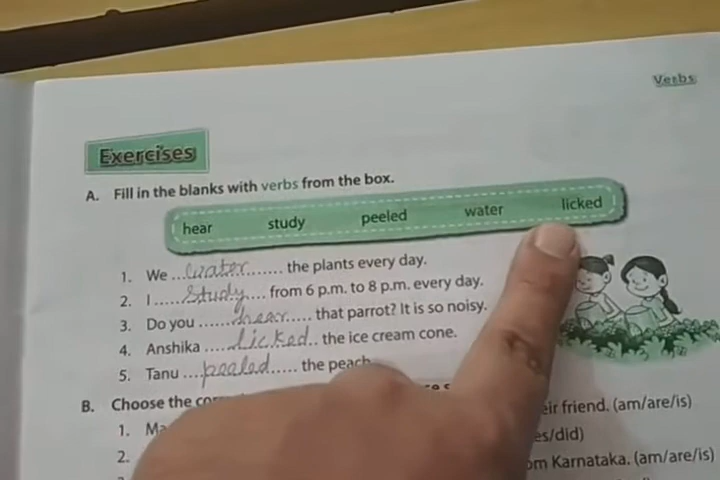 Verbs
Exercises
A. Fill in the blanks with verbs from the box.
hear study peeled water licked
1. We ...water....... the plants every day.
2. I .....Study.... from 6 p.m. to 8 p.m. every day.
3. Do you ......hear..... that parrot? It is so noisy.
4. Anshika ....licked.. the ice cream cone.
5. Tanu ...peeled..... the peach
B. Choose the
1.
eir friend. (am/are/is)
2.
es/did)
om Karnataka. (am/are/is)